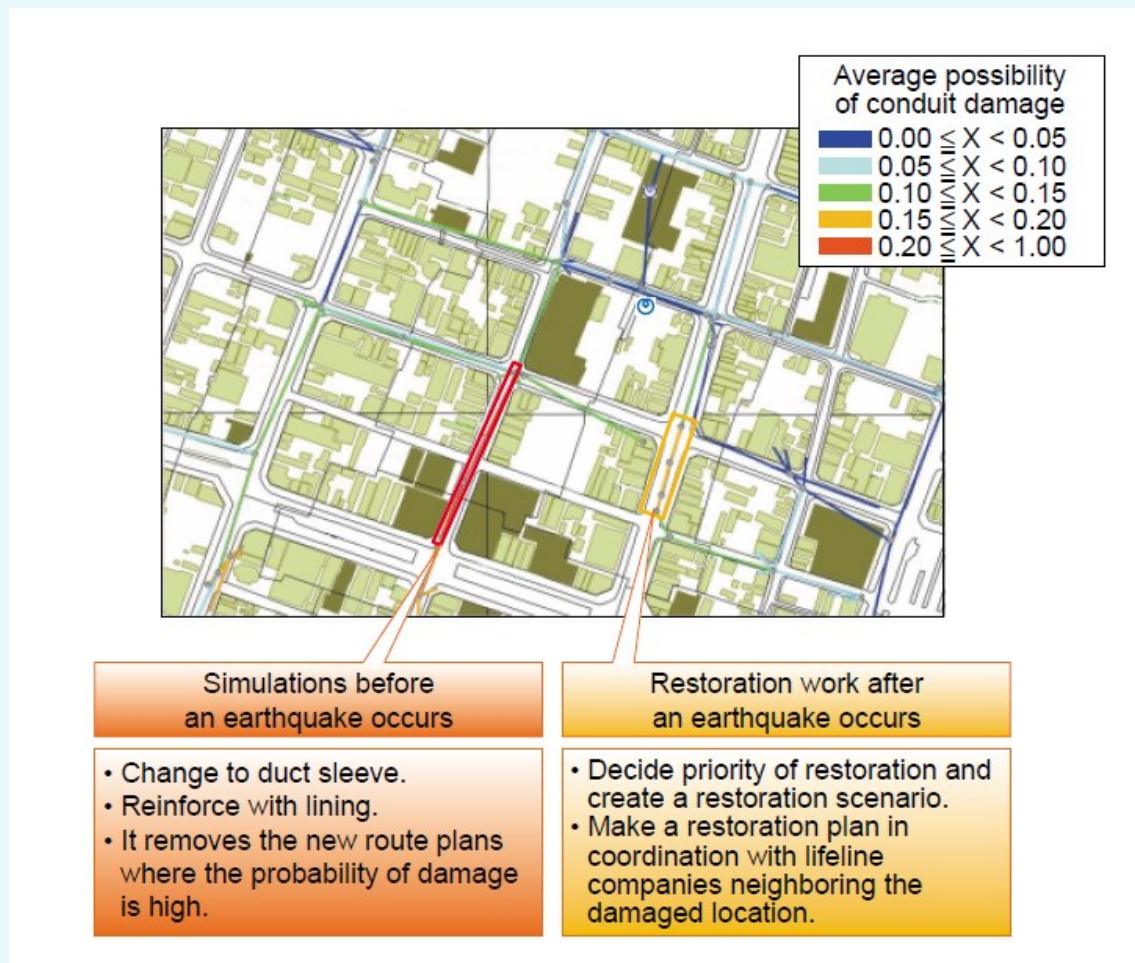 Average possibility
of conduit damage
0.00 ≦ X < 0.05
0.05 ≦ X < 0.10
0.10 ≦ X < 0.15
0.15 ≦ X < 0.20
0.20 ≦ X < 1.00
Simulations before
an earthquake occurs
• Change to duct sleeve.
• Reinforce with lining.
• It removes the new route plans
where the probability of damage
is high.
Restoration work after
an earthquake occurs
• Decide priority of restoration and
create a restoration scenario.
• Make a restoration plan in
coordination with lifeline
companies neighboring the
damaged location.